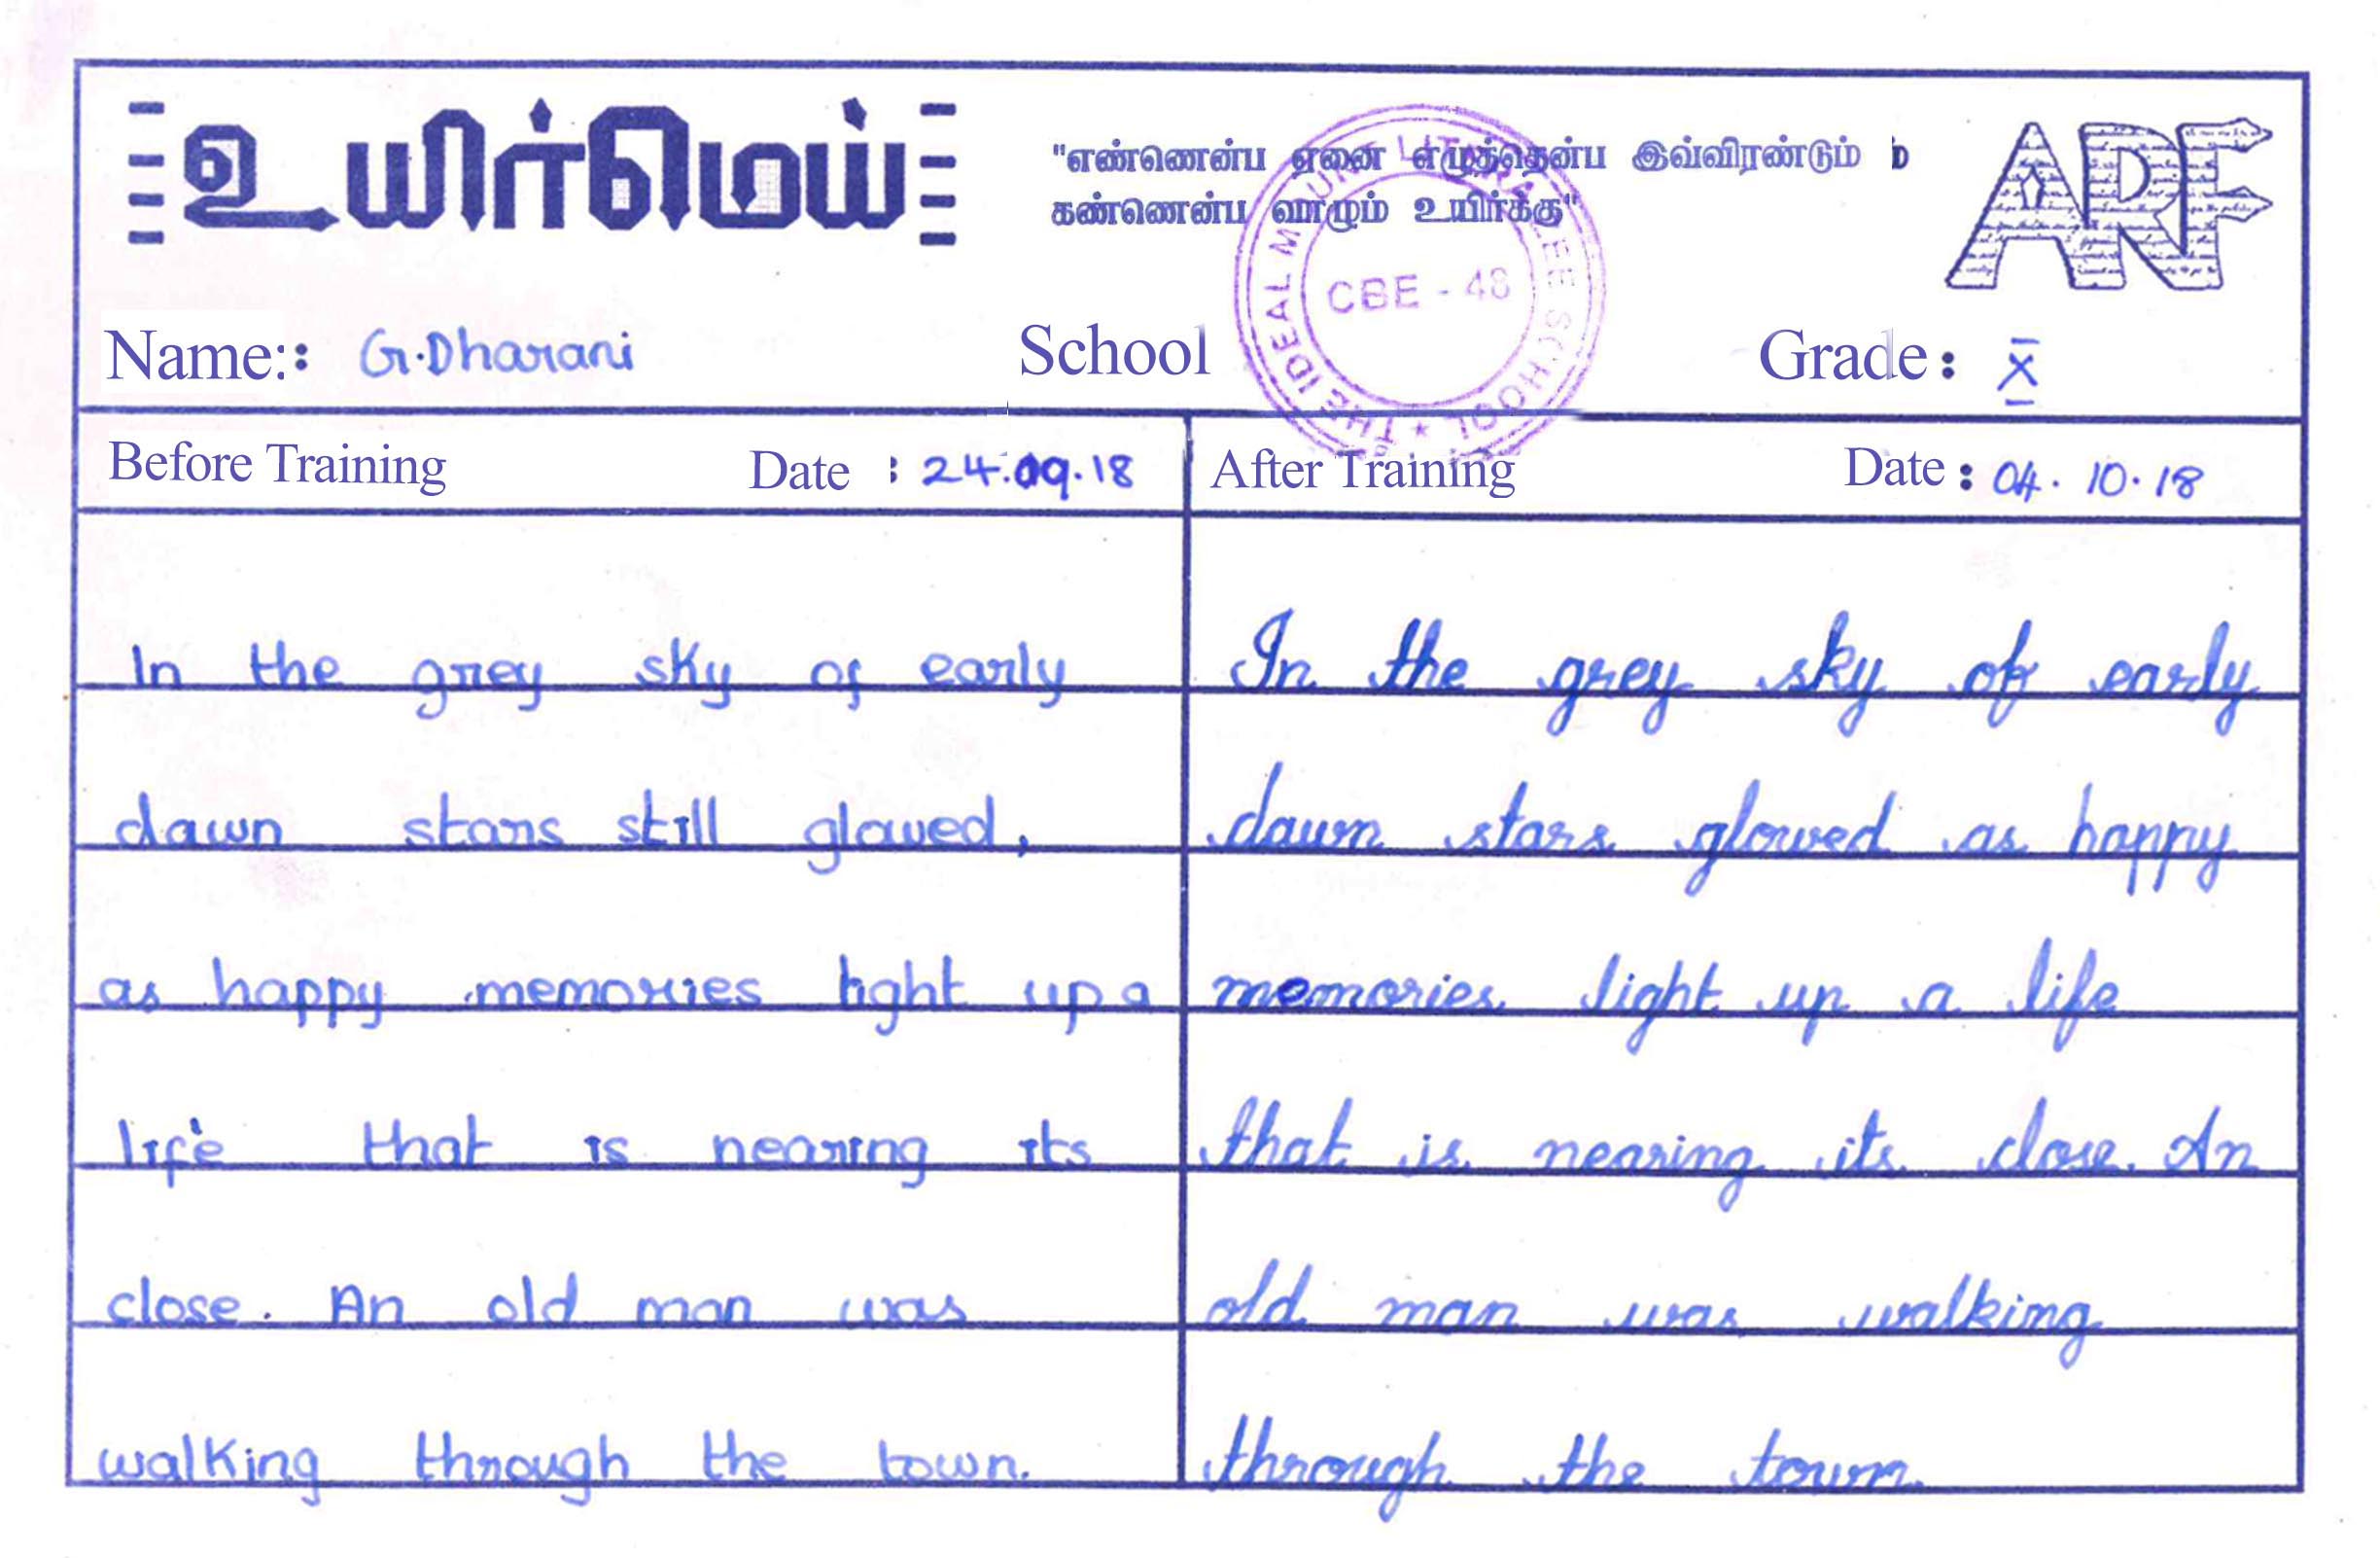 உயிர்மெய்
"எண்ணென்ப ஏனை எழுத்தென்ப இவ்விரண்டும் ம்
கண்ணென்ப வாழும் உயிர்க்கு"
ARF
THE IDEAL MOUNT LITERA ZEE SCHOOL ★
CBE - 48
Name:: G.Dharani School Grade : X
Before Training Date : 24.09.18
In the grey sky of early
dawn stars still glowed,
as happy memories light up a
life that is nearing its
close. An old man was
walking through the town.
After Training Date : 04.10.18
In the grey sky of early
dawn stars glowed as happy
memories light up a life
that is nearing its close. An
old man was walking
through the town.